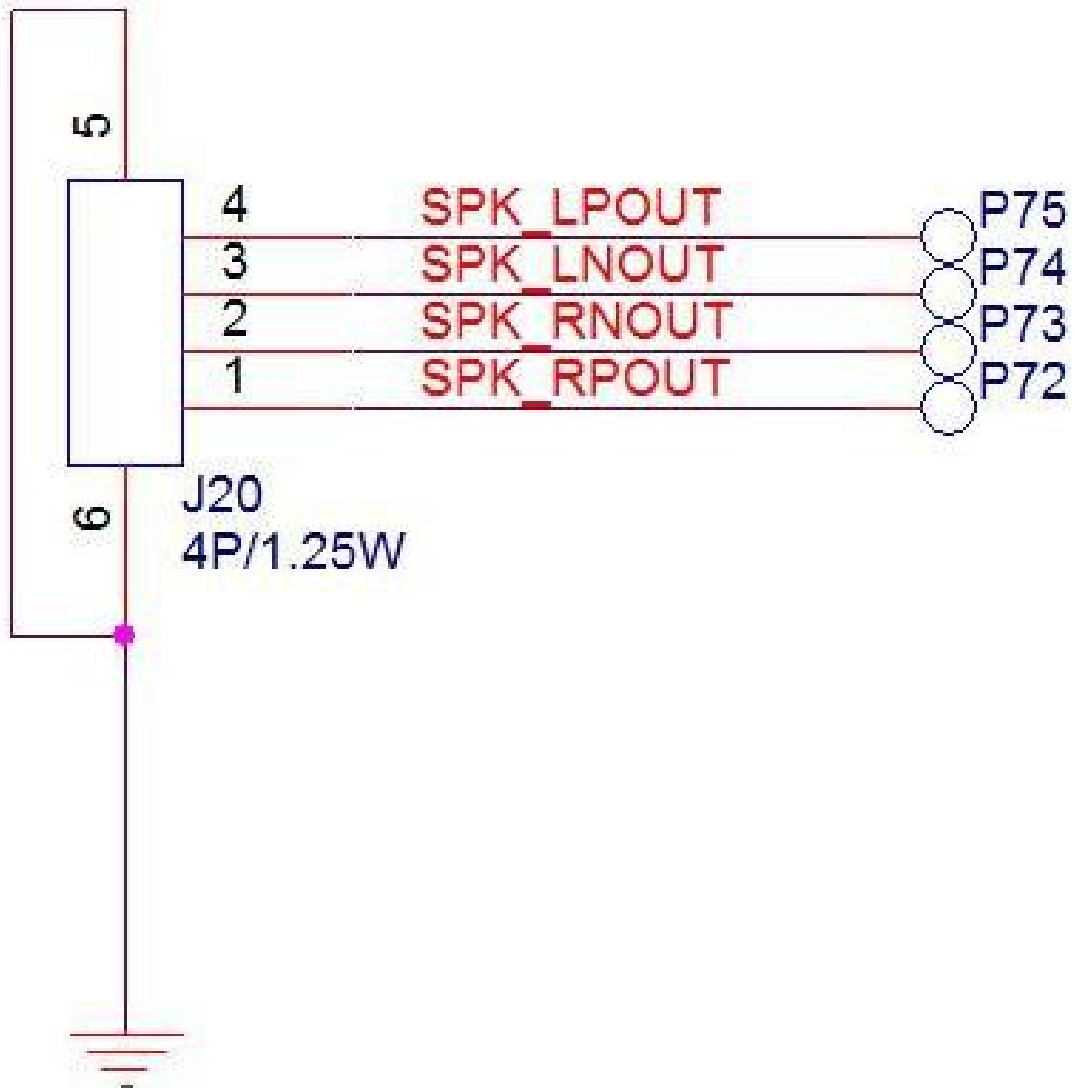 5
4 SPK_LPOUT P75
3 SPK_LNOUT P74
2 SPK_RNOUT P73
1 SPK_RPOUT P72
6
J20
4P/1.25W